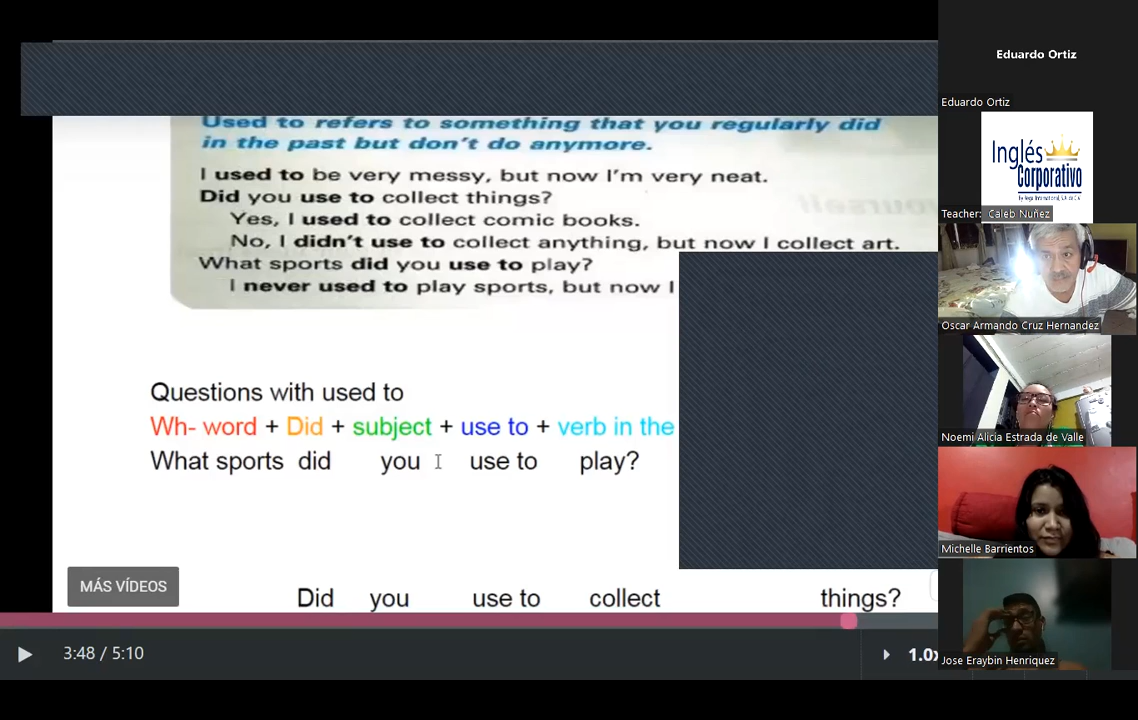 Used to refers to something that you regularly did
in the past but don't do anymore.
I used to be very messy, but now I'm very neat.
Did you use to collect things?
Yes, I used to collect comic books.
No, I didn't use to collect anything, but now I collect art.
What sports did you use to play?
I never used to play sports, but now I
Questions with used to
Wh- word + Did + subject + use to + verb in the
What sports did you use to play?
MÁS VÍDEOS
Did you use to collect things?
3:48 / 5:10
1.0x
Eduardo Ortiz
Eduardo Ortiz
Inglés
Corporativo
Teacher: Caleb Nuñez
Oscar Armando Cruz Hernandez
Noemi Alicia Estrada de Valle
Michelle Barrientos
Jose Eraybin Henriquez